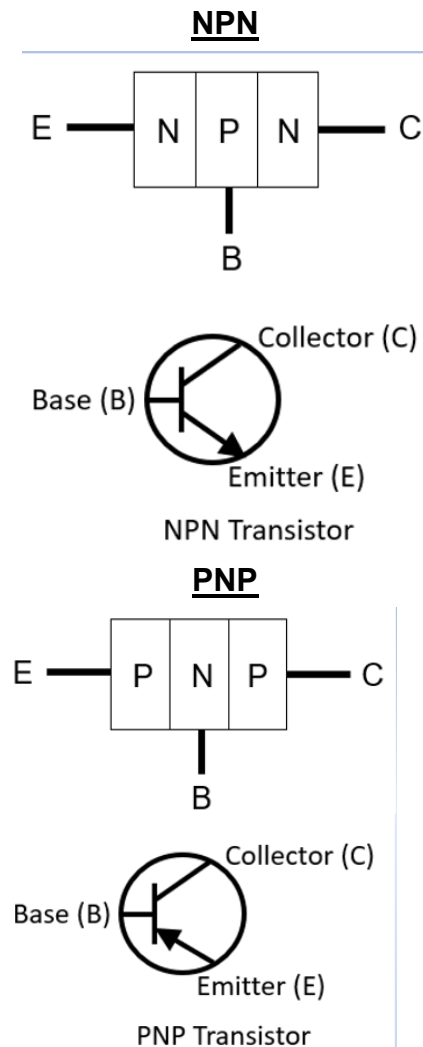 NPN
E N P N C
B
Collector (C)
Base (B)
Emitter (E)
NPN Transistor
PNP
E P N P C
B
Collector (C)
Base (B)
Emitter (E)
PNP Transistor